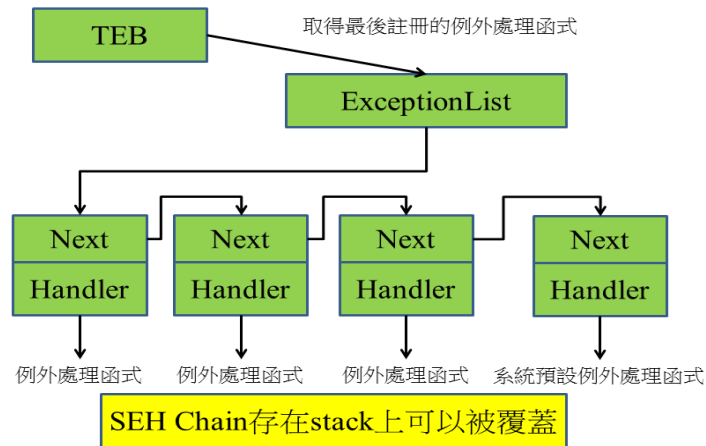 TEB
取得最後註冊的例外處理函式
ExceptionList
Next
Next
Next
Next
Handler
Handler
Handler
Handler
例外處理函式
例外處理函式
例外處理函式
系統預設例外處理函式
SEH Chain存在stack上可以被覆蓋